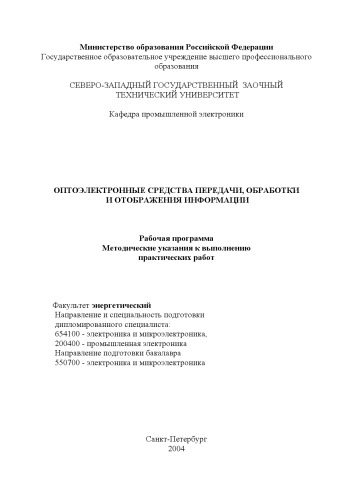 Министерство образования Российской Федерации
Государственное образовательное учреждение высшего профессионального
образования
СЕВЕРО-ЗАПАДНЫЙ ГОСУДАРСТВЕННЫЙ ЗАОЧНЫЙ
ТЕХНИЧЕСКИЙ УНИВЕРСИТЕТ
Кафедра промышленной электроники
ОПТОЭЛЕКТРОННЫЕ СРЕДСТВА ПЕРЕДАЧИ, ОБРАБОТКИ
И ОТОБРАЖЕНИЯ ИНФОРМАЦИИ
Рабочая программа
Методические указания к выполнению
практических работ
Факультет энергетический
Направление и специальность подготовки
дипломированного специалиста:
654100 - электроника и микроэлектроника,
200400 - промышленная электроника
Направление подготовки бакалавра
550700 - электроника и микроэлектроника
Санкт-Петербург
2004